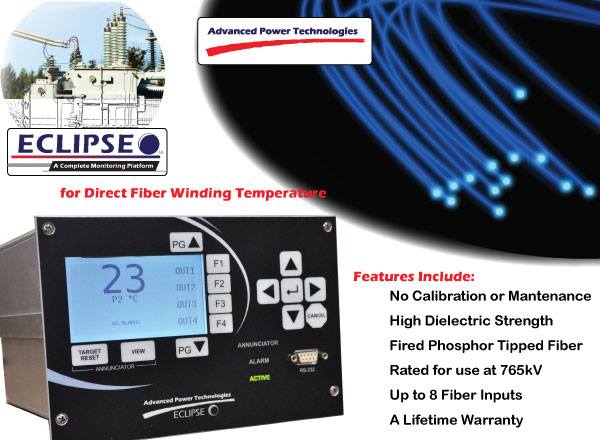 Advanced Power Technologies
ECLIPSE
A Complete Monitoring Platform
for Direct Fiber Winding Temperature
PG
23
P2 °C
NO ALARMS
OUT1
OUT2
OUT3
OUT4
F1
F2
F3
F4
CANCEL
TARGET RESET
VIEW
ANNUNCIATOR
PG
ANNUNCIATOR
ALARM
ACTIVE
RS-232
Advanced Power Technologies
ECLIPSE
Features Include:
No Calibration or Mantenance
High Dielectric Strength
Fired Phosphor Tipped Fiber
Rated for use at 765kV
Up to 8 Fiber Inputs
A Lifetime Warranty